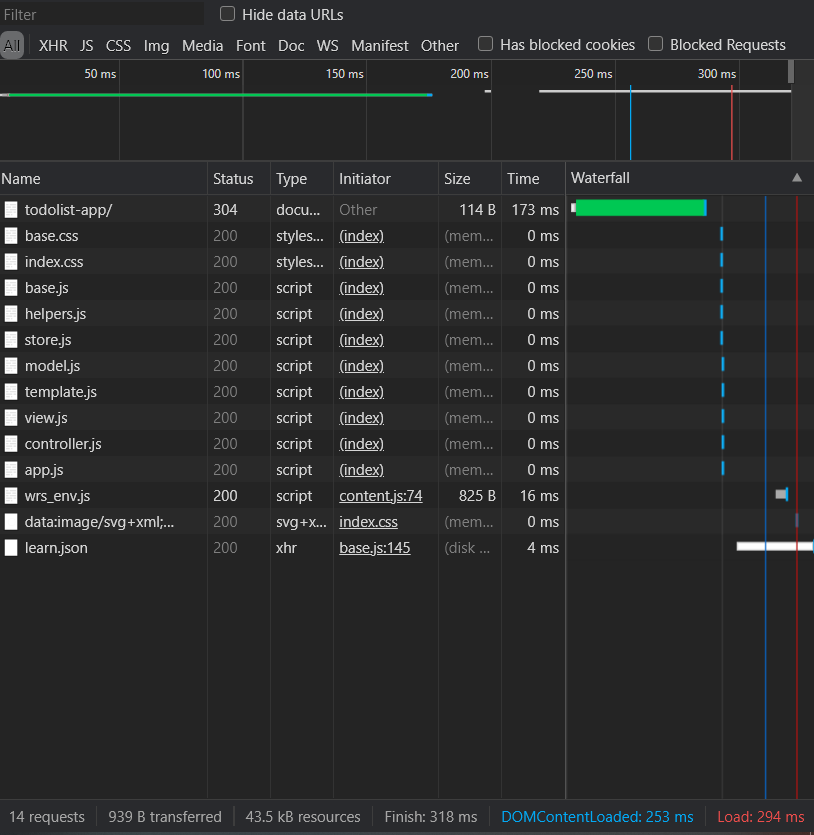 Filter Hide data URLs
All XHR JS CSS Img Media Font Doc WS Manifest Other Has blocked cookies Blocked Requests
50 ms 100 ms 150 ms 200 ms 250 ms 300 ms
Name Status Type Initiator Size Time Waterfall
todolist-app/ 304 docu... Other 114 B 173 ms
base.css 200 styles... (index) (mem... 0 ms
index.css 200 styles... (index) (mem... 0 ms
base.js 200 script (index) (mem... 0 ms
helpers.js 200 script (index) (mem... 0 ms
store.js 200 script (index) (mem... 0 ms
model.js 200 script (index) (mem... 0 ms
template.js 200 script (index) (mem... 0 ms
view.js 200 script (index) (mem... 0 ms
controller.js 200 script (index) (mem... 0 ms
app.js 200 script (index) (mem... 0 ms
wrs_env.js 200 script content.js:74 825 B 16 ms
data:image/svg+xml;... 200 svg+x... index.css (mem... 0 ms
learn.json 200 xhr base.js:145 (disk ... 4 ms
14 requests 939 B transferred 43.5 kB resources Finish: 318 ms DOMContentLoaded: 253 ms Load: 294 ms